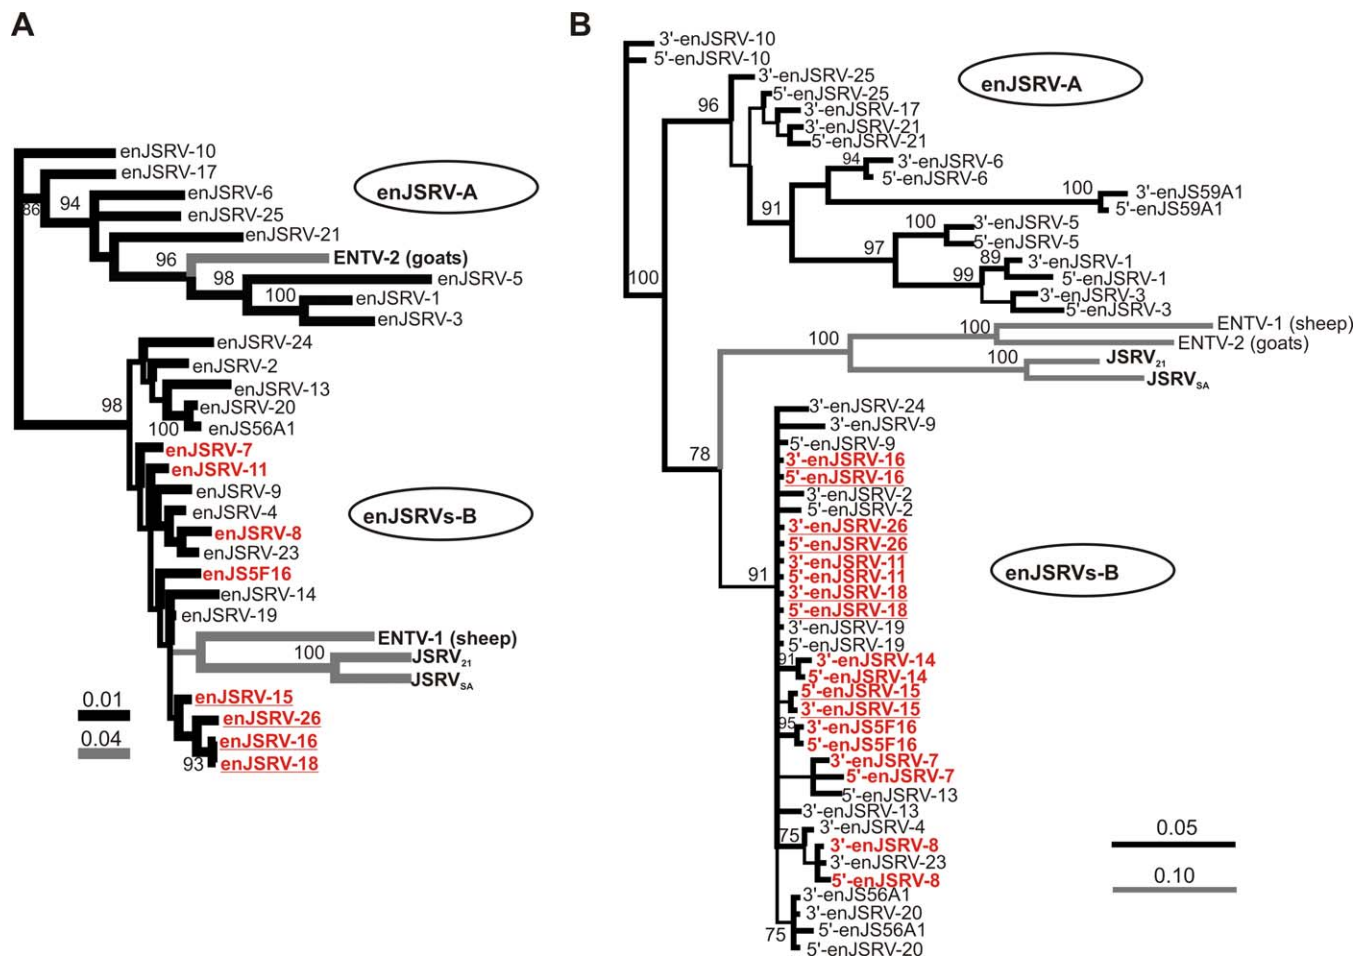 A
enJSRV-10
enJSRV-17
86
94
enJSRV-6
enJSRV-25
enJSRV-A
enJSRV-21
96
ENTV-2 (goats)
98
enJSRV-5
100
enJSRV-1
enJSRV-3
enJSRV-24
enJSRV-2
enJSRV-13
98
enJSRV-20
100
enJS56A1
enJSRV-7
enJSRV-11
enJSRV-9
enJSRV-4
enJSRVs-B
enJSRV-8
enJSRV-23
enJS5F16
enJSRV-14
enJSRV-19
ENTV-1 (sheep)
100
JSRV21
JSRVSA
enJSRV-15
0.01
enJSRV-26
0.04
enJSRV-16
93
enJSRV-18
B
3'-enJSRV-10
5'-enJSRV-10
3'-enJSRV-25
enJSRV-A
5'-enJSRV-25
96
3'-enJSRV-17
3'-enJSRV-21
5'-enJSRV-21
94
3'-enJSRV-6
5'-enJSRV-6
100
3'-enJS59A1
5'-enJS59A1
91
100
3'-enJSRV-5
5'-enJSRV-5
97
89
3'-enJSRV-1
99
5'-enJSRV-1
100
3'-enJSRV-3
5'-enJSRV-3
ENTV-1 (sheep)
100
100
ENTV-2 (goats)
100
JSRV21
JSRVSA
3'-enJSRV-24
3'-enJSRV-9
5'-enJSRV-9
78
3'-enJSRV-16
5'-enJSRV-16
3'-enJSRV-2
5'-enJSRV-2
3'-enJSRV-26
5'-enJSRV-26
3'-enJSRV-11
91
5'-enJSRV-11
enJSRVs-B
3'-enJSRV-18
5'-enJSRV-18
3'-enJSRV-19
5'-enJSRV-19
91
3'-enJSRV-14
5'-enJSRV-14
5'-enJSRV-15
3'-enJSRV-15
95
3'-enJS5F16
5'-enJS5F16
3'-enJSRV-7
5'-enJSRV-7
5'-enJSRV-13
3'-enJSRV-13
75
3'-enJSRV-4
0.05
3'-enJSRV-8
3'-enJSRV-23
0.10
5'-enJSRV-8
3'-enJS56A1
3'-enJSRV-20
75
5'-enJS56A1
5'-enJSRV-20